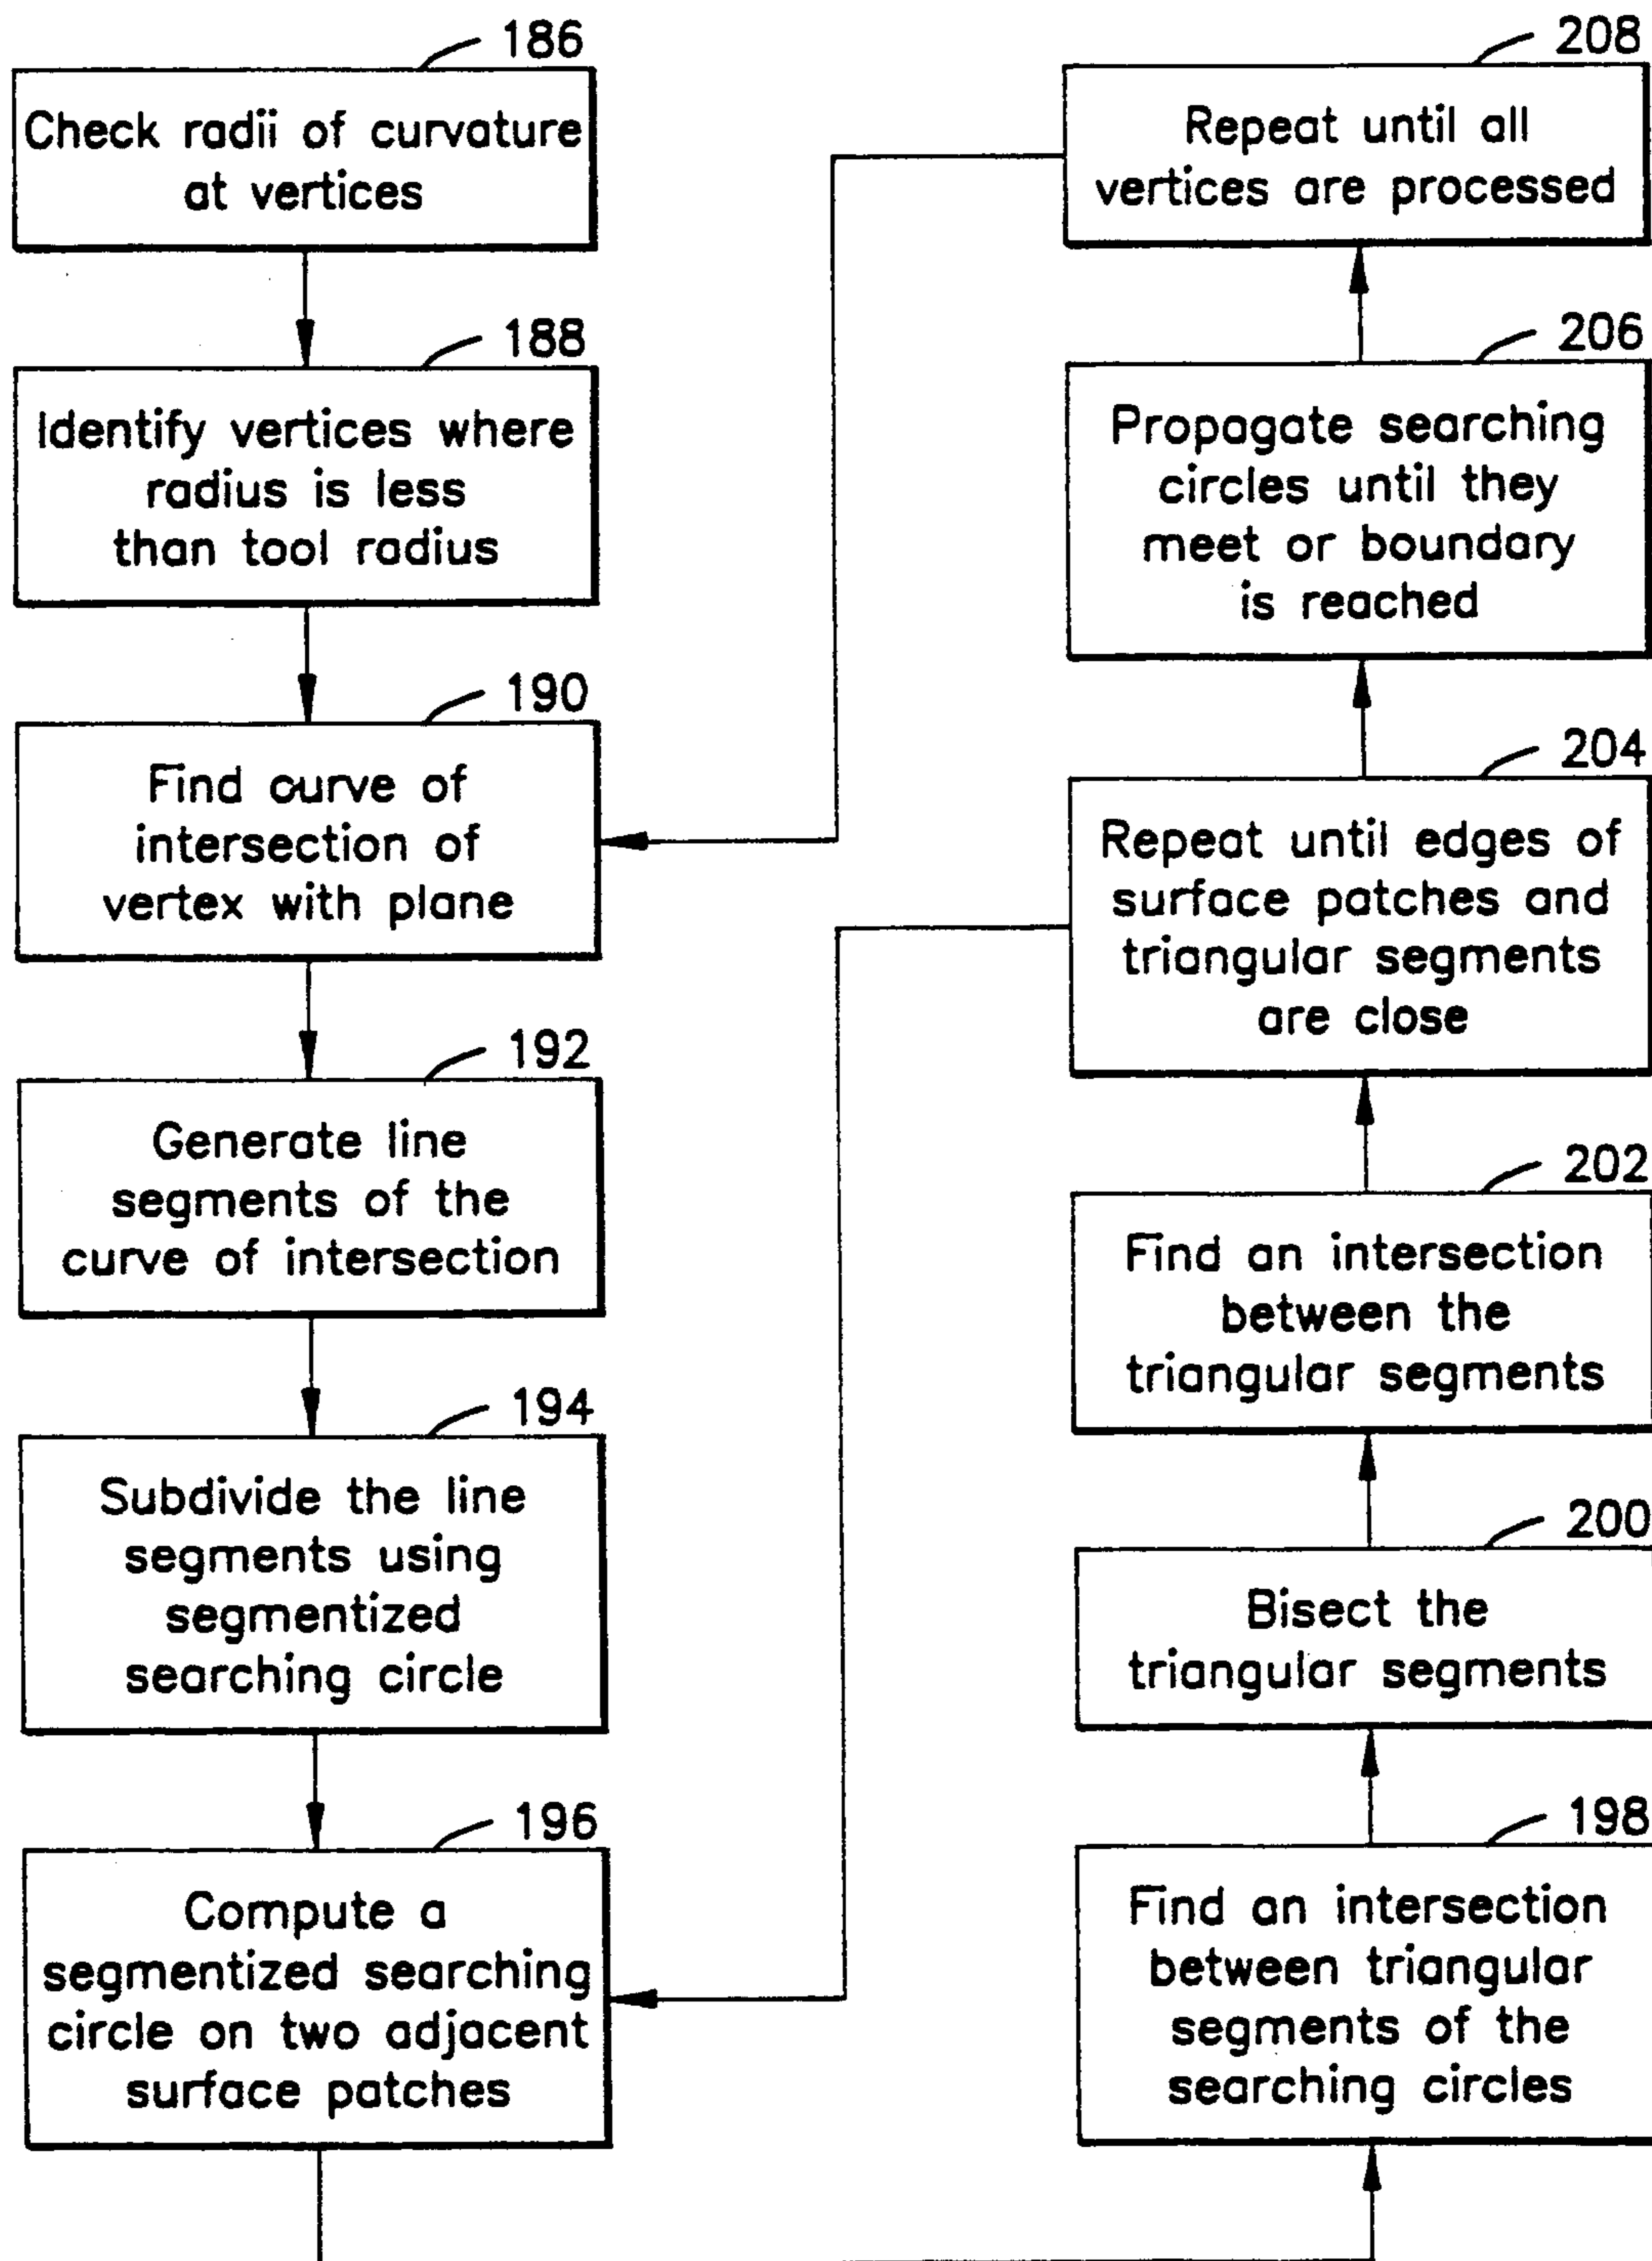 186
Check radii of curvature
at vertices
188
Identify vertices where
radius is less
than tool radius
190
Find curve of
intersection of
vertex with plane
192
Generate line
segments of the
curve of intersection
194
Subdivide the line
segments using
segmentized
searching circle
196
Compute a
segmentized searching
circle on two adjacent
surface patches
208
Repeat until all
vertices are processed
206
Propagate searching
circles until they
meet or boundary
is reached
204
Repeat until edges of
surface patches and
triangular segments
are close
202
Find an intersection
between the
triangular segments
200
Bisect the
triangular segments
198
Find an intersection
between triangular
segments of the
searching circles